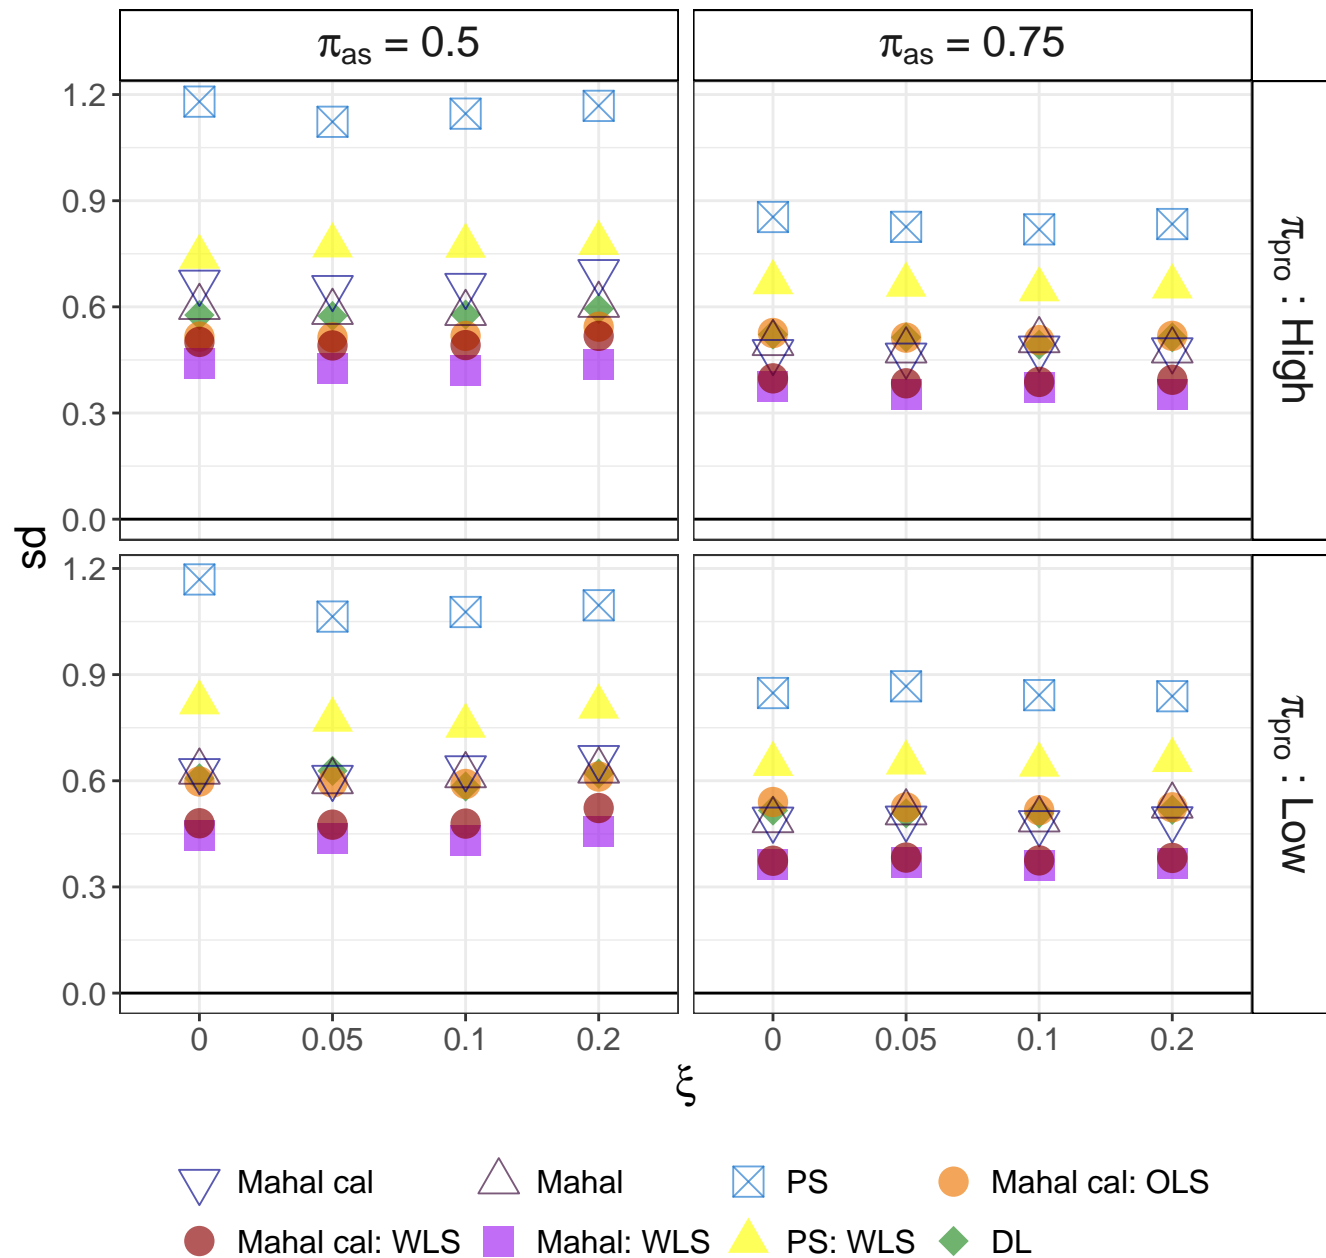 π_as = 0.5
π_as = 0.75
1.2
0.9
0.6
0.3
0.0
π_pro : High
sd
1.2
0.9
0.6
0.3
0.0
π_pro : Low
0 0.05 0.1 0.2
0 0.05 0.1 0.2
ξ
Mahal cal Mahal PS Mahal cal: OLS
Mahal cal: WLS Mahal: WLS PS: WLS DL